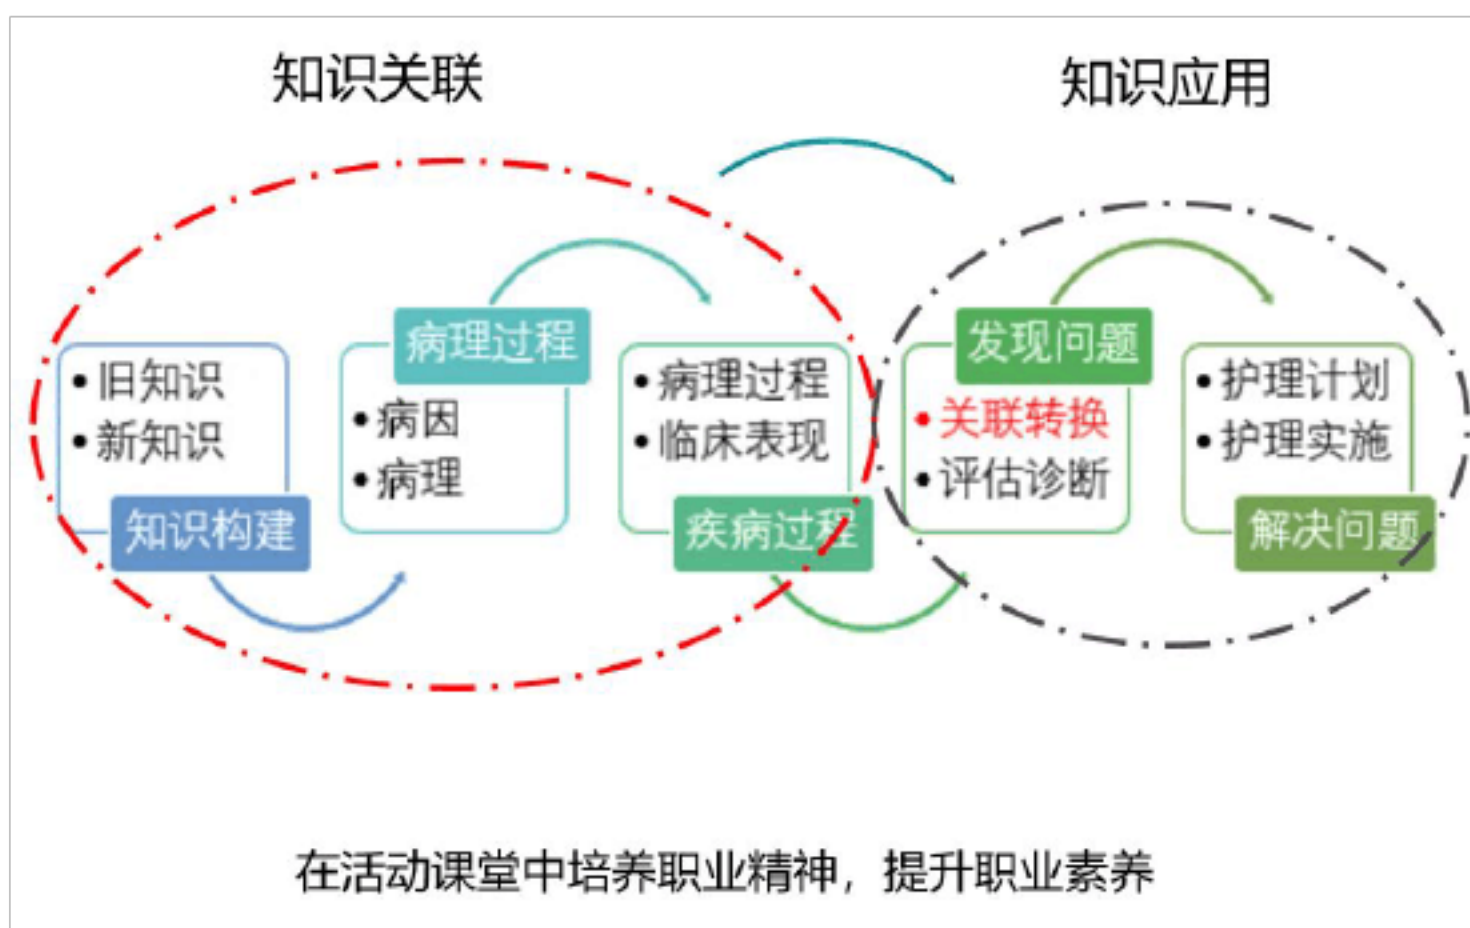 知识关联
知识应用
• 旧知识
• 新知识
知识构建
病理过程
• 病因
• 病理
• 病理过程
• 临床表现
疾病过程
发现问题
• 关联转换
• 评估诊断
• 护理计划
• 护理实施
解决问题
在活动课堂中培养职业精神，提升职业素养